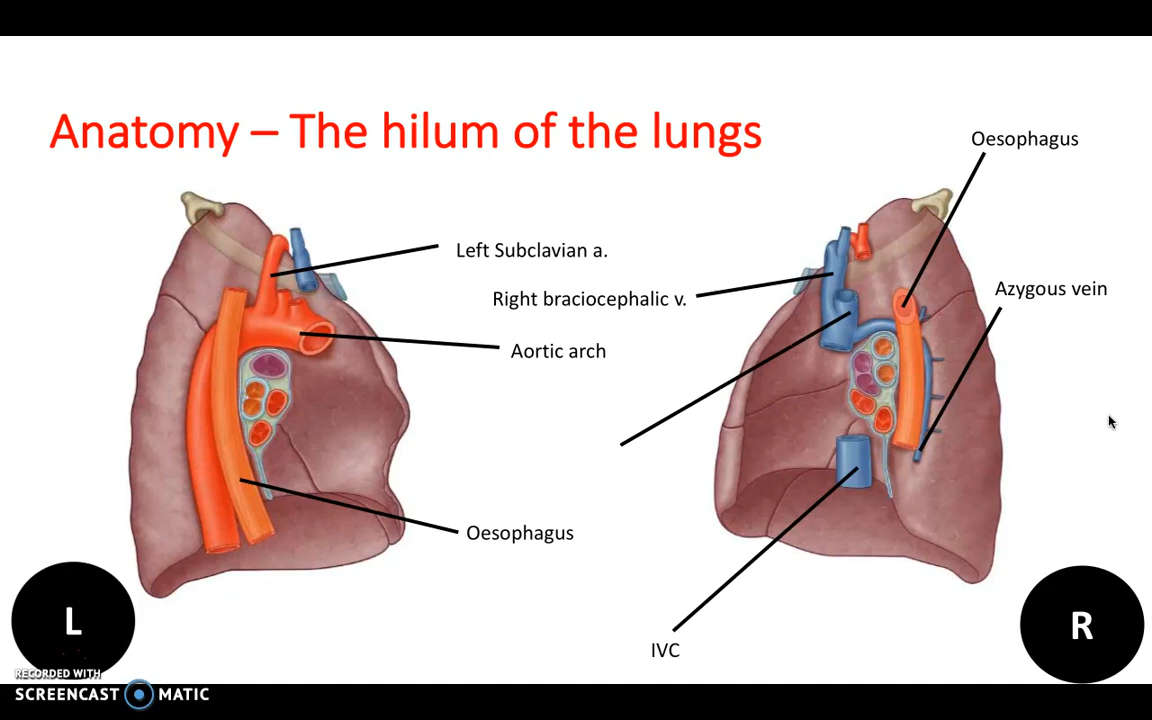 Anatomy – The hilum of the lungs
Oesophagus
Left Subclavian a.
Azygous vein
Right braciocephalic v.
Aortic arch
Oesophagus
L
R
IVC
RECORDED WITH
SCREENCAST MATIC